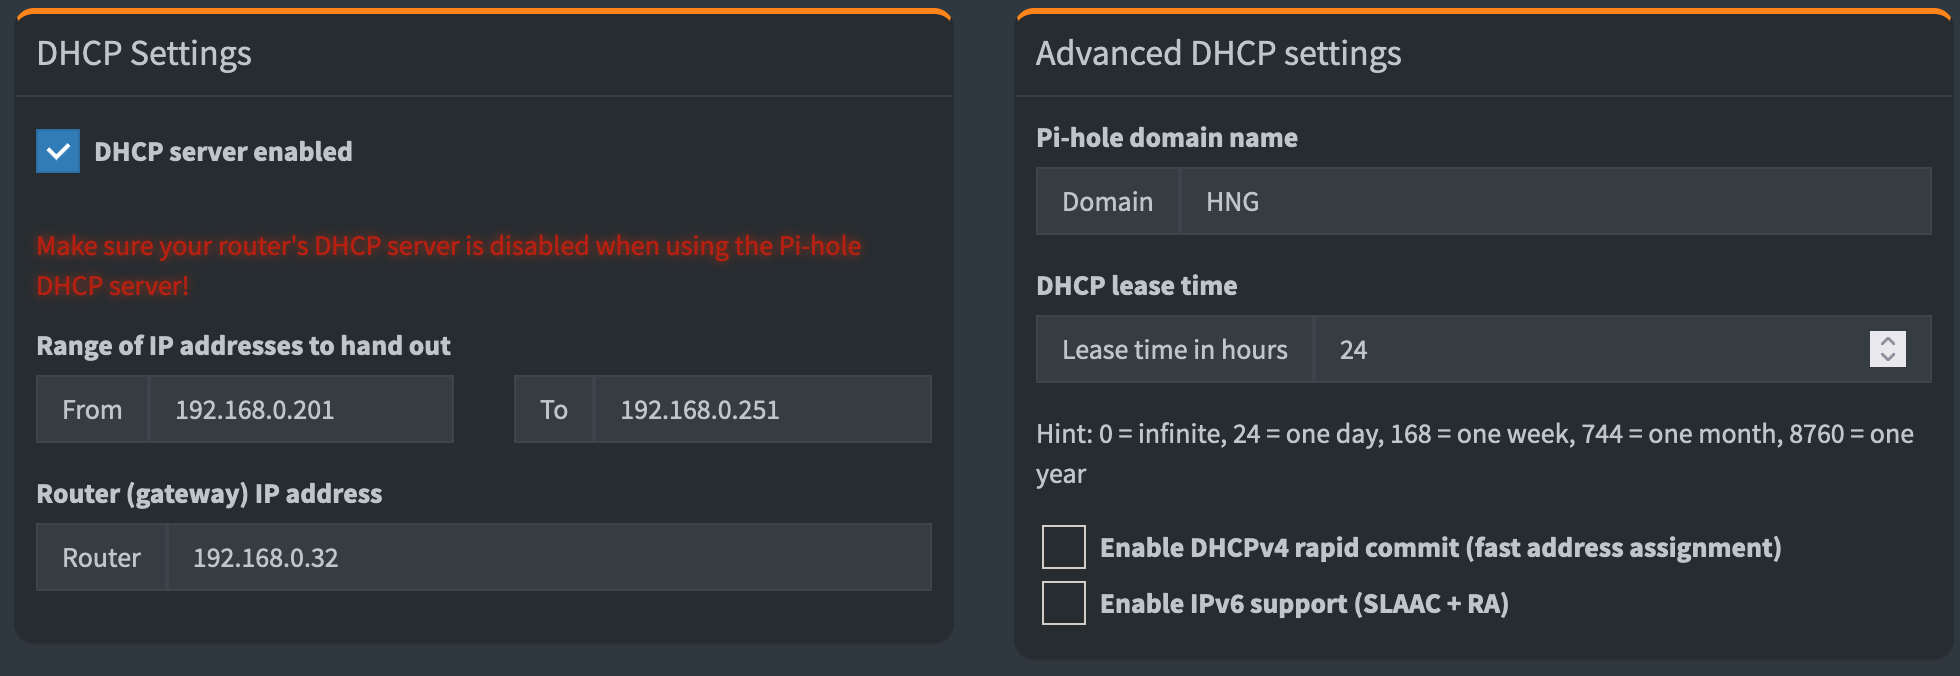 DHCP Settings
DHCP server enabled
Make sure your router's DHCP server is disabled when using the Pi-hole
DHCP server!
Range of IP addresses to hand out
From 192.168.0.201 To 192.168.0.251
Router (gateway) IP address
Router 192.168.0.32
Advanced DHCP settings
Pi-hole domain name
Domain HNG
DHCP lease time
Lease time in hours 24
Hint: 0 = infinite, 24 = one day, 168 = one week, 744 = one month, 8760 = one
year
Enable DHCPv4 rapid commit (fast address assignment)
Enable IPv6 support (SLAAC + RA)